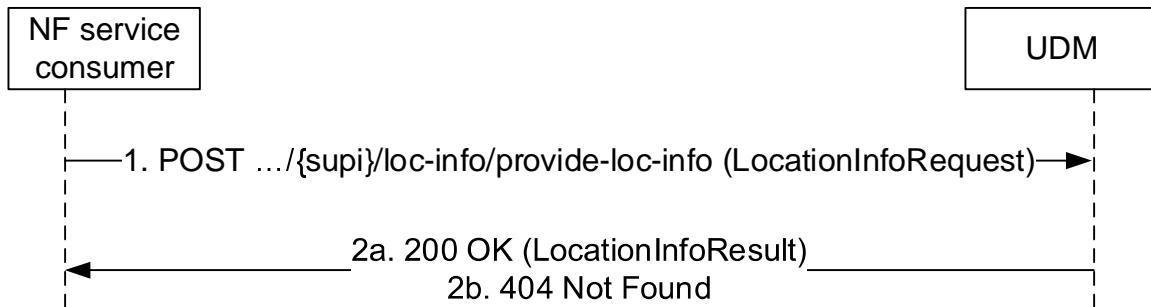 NF service
consumer
UDM
1. POST …/{supi}/loc-info/provide-loc-info (LocationInfoRequest)
2a. 200 OK (LocationInfoResult)
2b. 404 Not Found